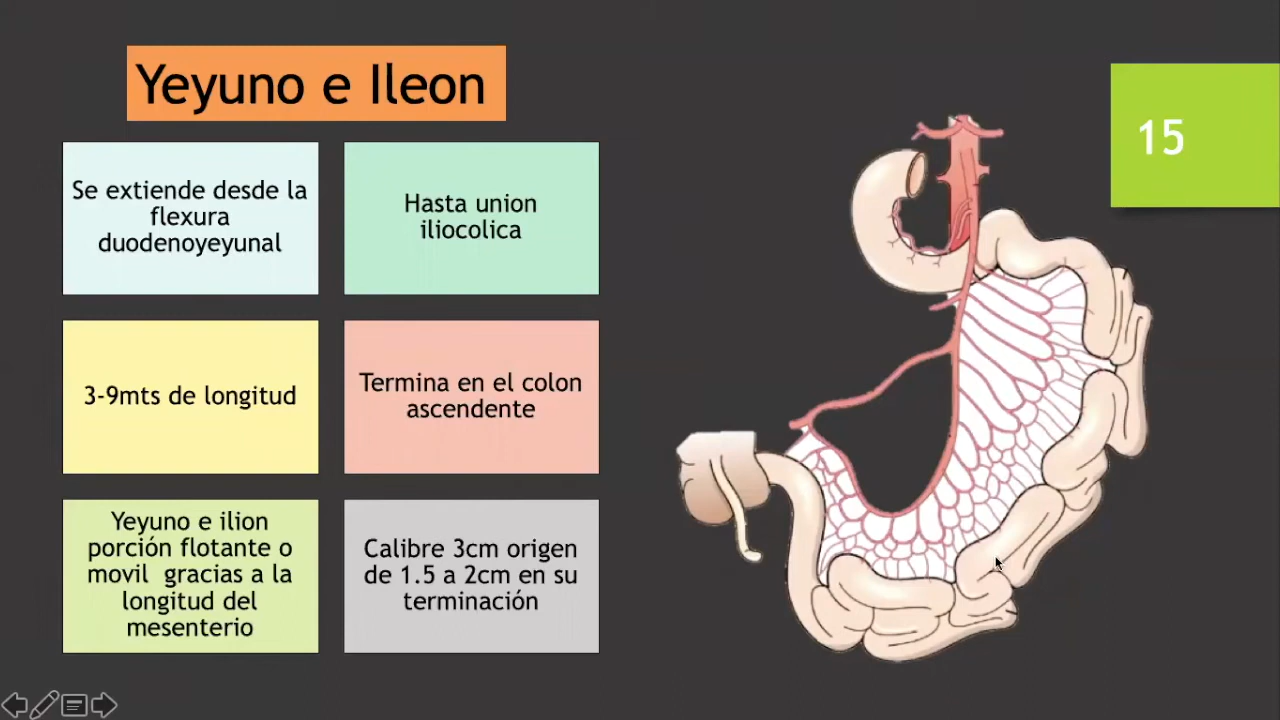 Yeyuno e Ileon
15
Se extiende desde la
flexura
duodenoyeyunal
Hasta union
iliocolica
3-9mts de longitud
Termina en el colon
ascendente
Yeyuno e ilion
porción flotante o
movil gracias a la
longitud del
mesenterio
Calibre 3cm origen
de 1.5 a 2cm en su
terminación